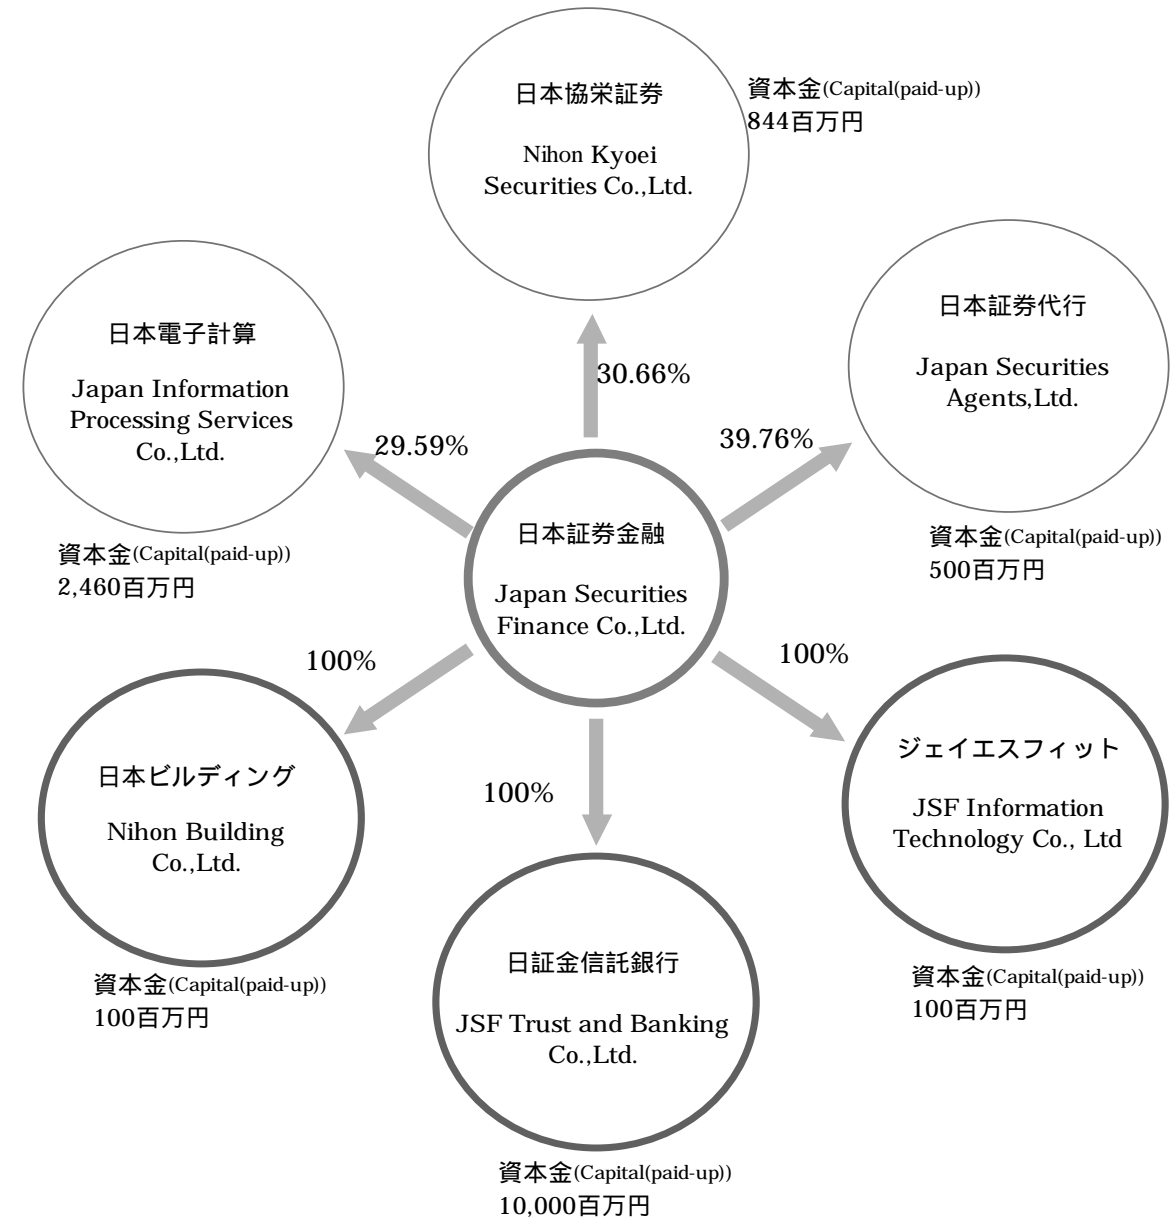 日本協栄証券
Nihon Kyoei
Securities Co.,Ltd.
資本金(Capital(paid-up))
844百万円
日本電子計算
Japan Information
Processing Services
Co.,Ltd.
資本金(Capital(paid-up))
2,460百万円
日本証券代行
Japan Securities
Agents,Ltd.
資本金(Capital(paid-up))
500百万円
30.66%
29.59%
39.76%
日本証券金融
Japan Securities
Finance Co.,Ltd.
100%
100%
100%
日本ビルディング
Nihon Building
Co.,Ltd.
資本金(Capital(paid-up))
100百万円
日証金信託銀行
JSF Trust and Banking
Co.,Ltd.
資本金(Capital(paid-up))
10,000百万円
ジェイエスフィット
JSF Information
Technology Co., Ltd
資本金(Capital(paid-up))
100百万円